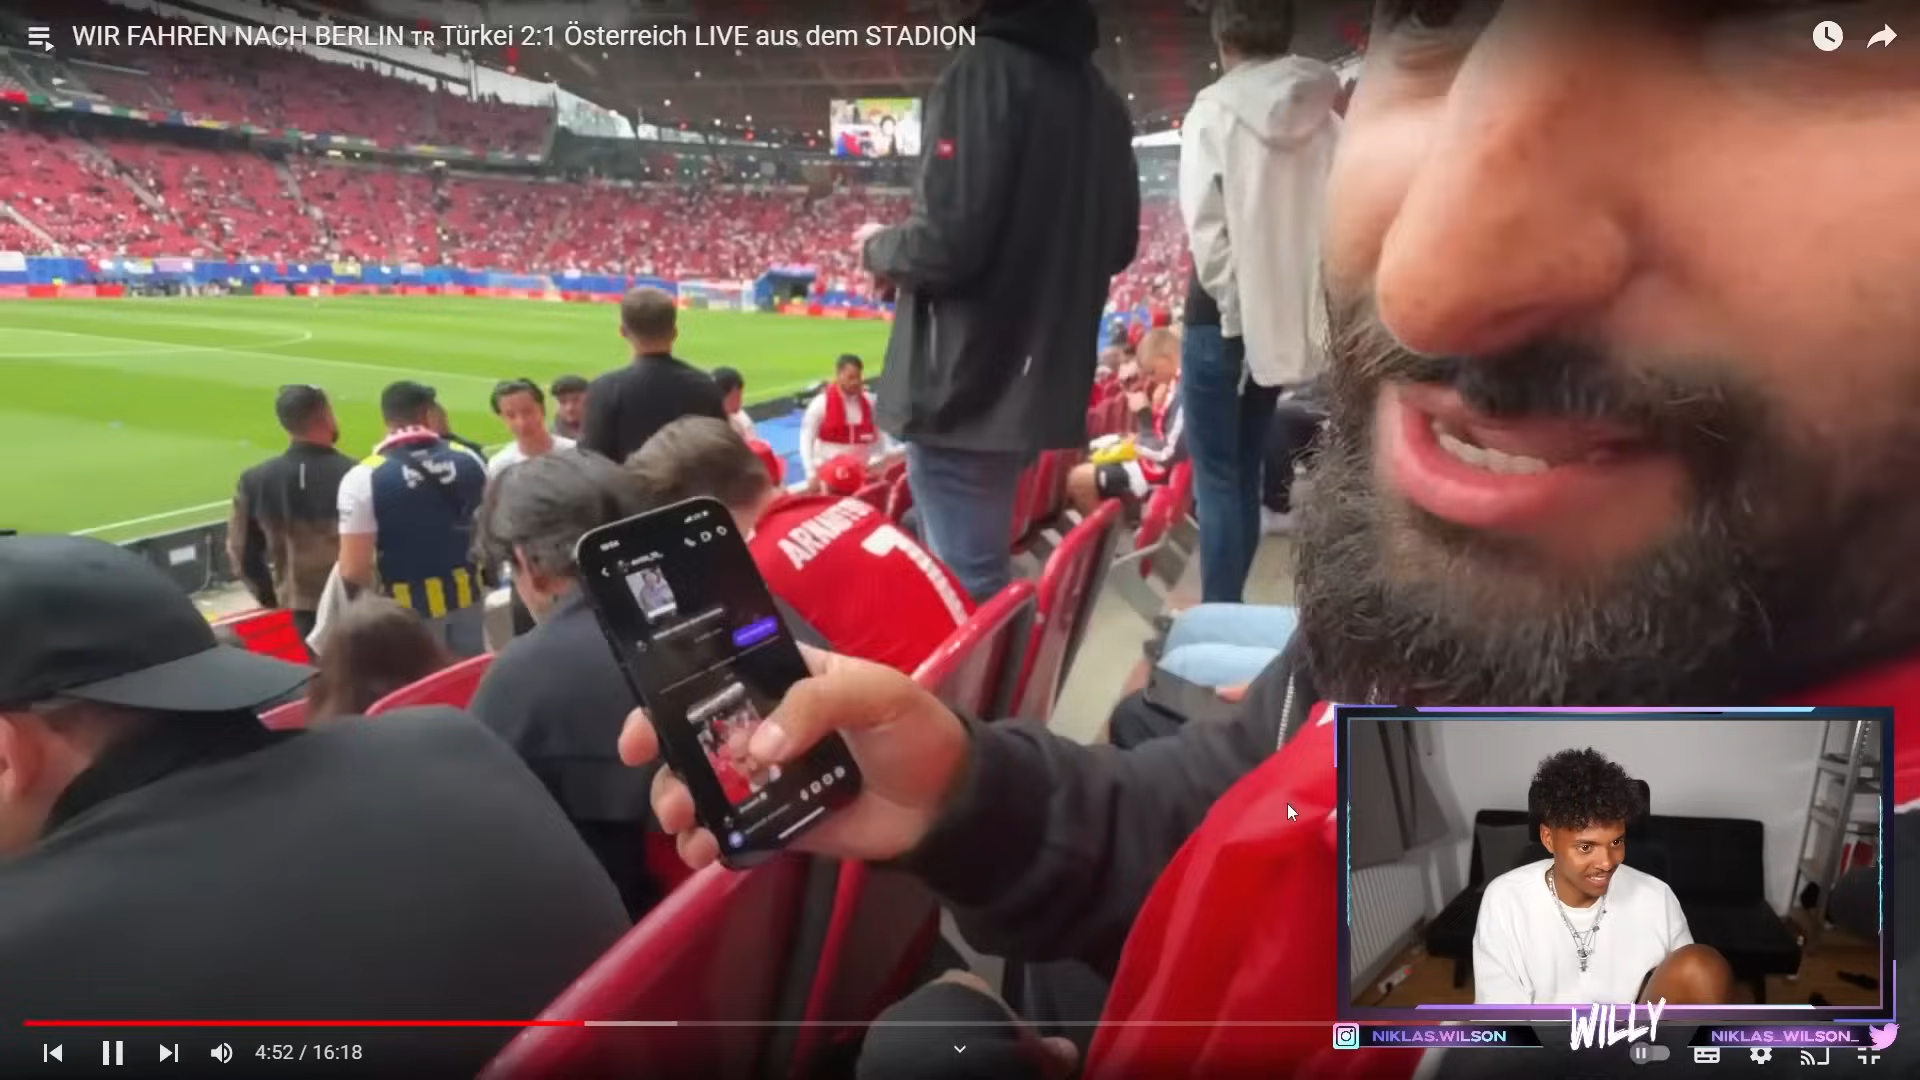 WIR FAHREN NACH BERLIN TR Türkei 2:1 Österreich LIVE aus dem STADION
ARNAUTOVIC
7
4:52 / 16:18
NIKLAS.WILSON
WILLY
NIKLAS_WILSON_